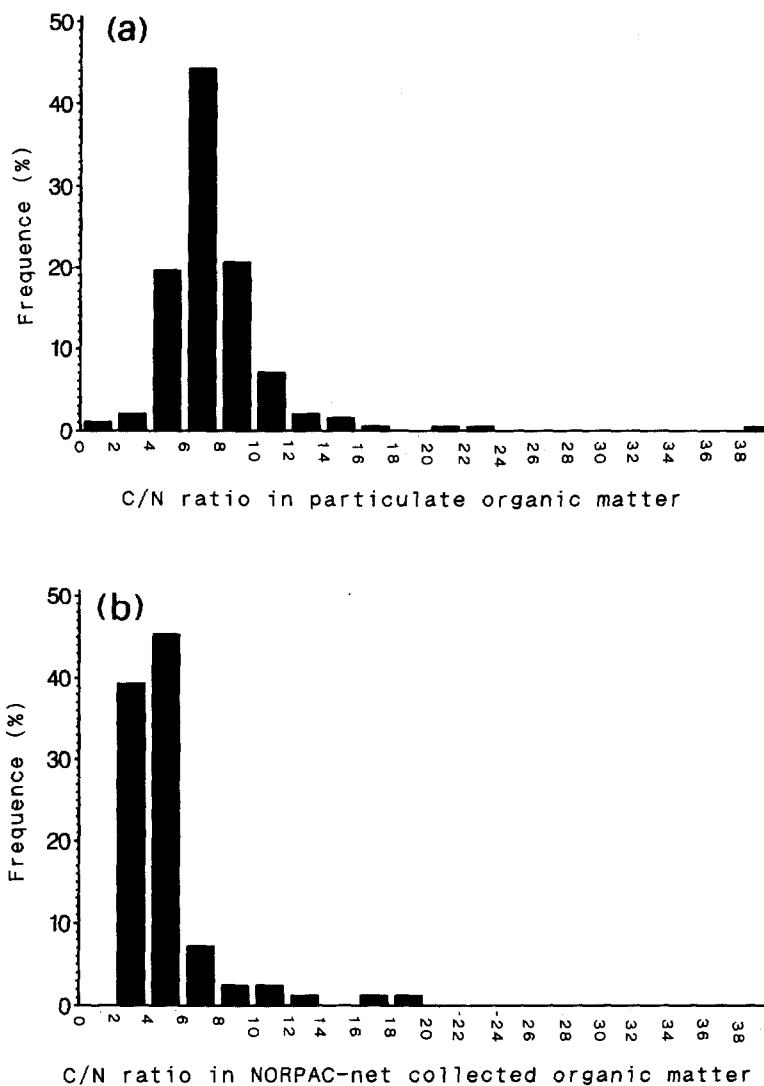 (a)
50
40
30
20
10
0
Frequence (%)
0 2 4 6 8 10 12 14 16 18 20 22 24 26 28 30 32 34 36 38
C/N ratio in particulate organic matter
(b)
50
40
30
20
10
0
Frequence (%)
0 2 4 6 8 10 12 14 16 18 20 22 24 26 28 30 32 34 36 38
C/N ratio in NORPAC-net collected organic matter